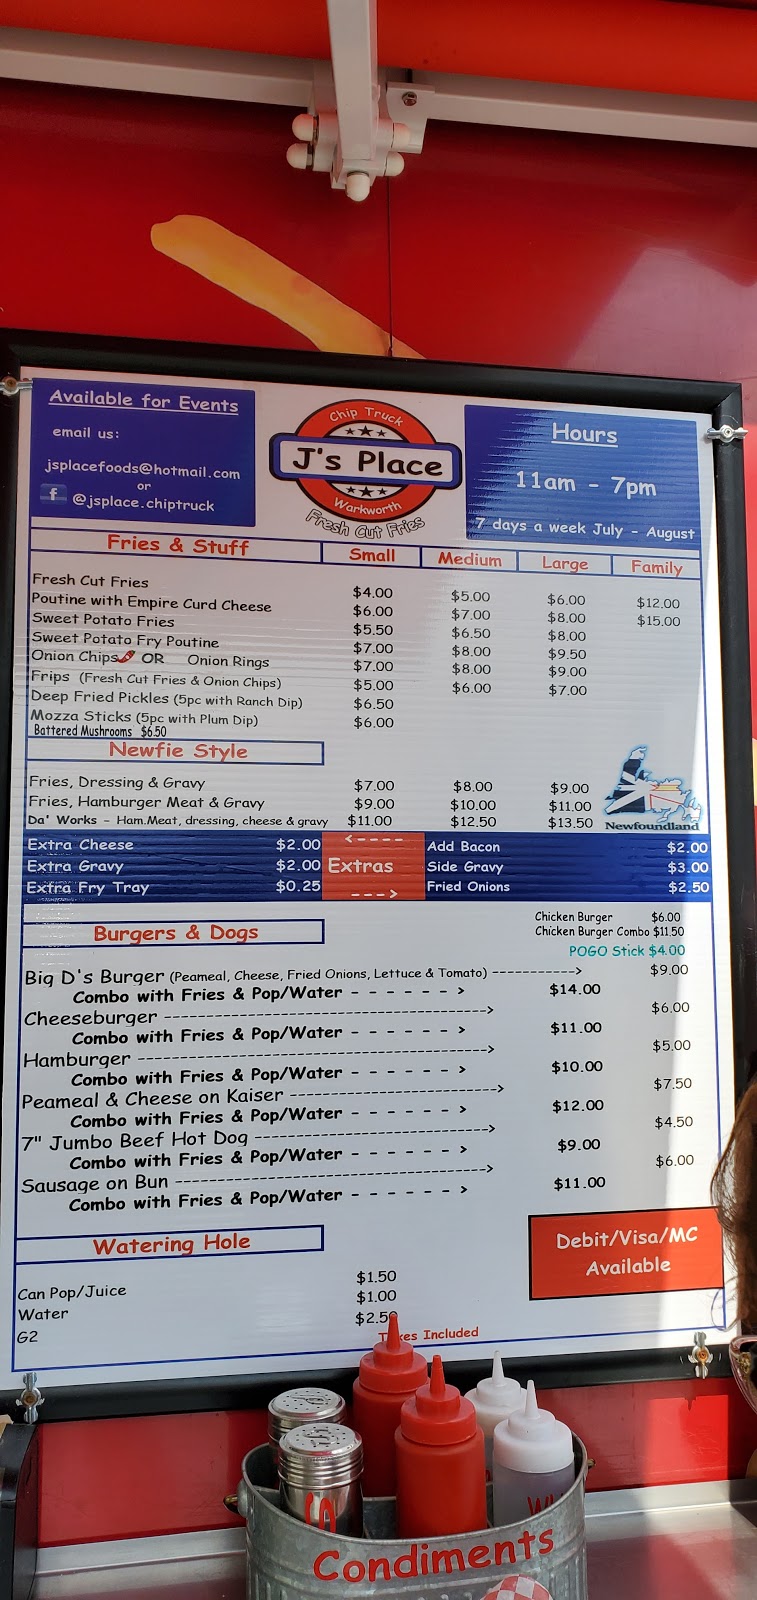 Available for Events
email us:
jsplacefoods@hotmail.com
or
f @jsplace.chiptruck
Chip Truck
J's Place
Warkworth
Fresh Cut Fries
Hours
11am - 7pm
7 days a week July - August
Fries & Stuff Small Medium Large Family
Fresh Cut Fries $4.00 $5.00 $6.00 $12.00
Poutine with Empire Curd Cheese $6.00 $7.00 $8.00 $15.00
Sweet Potato Fries $5.50 $6.50 $8.00
Sweet Potato Fry Poutine $7.00 $8.00 $9.50
Onion Chips OR Onion Rings $7.00 $8.00 $9.00
Frips (Fresh Cut Fries & Onion Chips) $5.00 $6.00 $7.00
Deep Fried Pickles (5pc with Ranch Dip) $6.50
Mozza Sticks (5pc with Plum Dip) $6.00
Battered Mushrooms $6.50
Newfie Style
Fries, Dressing & Gravy $7.00 $8.00 $9.00
Fries, Hamburger Meat & Gravy $9.00 $10.00 $11.00
Da' Works - Ham.Meat, dressing, cheese & gravy $11.00 $12.50 $13.50
Newfoundland
Extra Cheese $2.00 <---- Add Bacon $2.00
Extra Gravy $2.00 Extras Side Gravy $3.00
Extra Fry Tray $0.25 ---> Fried Onions $2.50
Chicken Burger $6.00
Chicken Burger Combo $11.50
Burgers & Dogs
POGO Stick $4.00
Big D's Burger (Peameal, Cheese, Fried Onions, Lettuce & Tomato) -----------> $9.00
Combo with Fries & Pop/Water - - - - - - > $14.00
Cheeseburger ----------------------------------------> $6.00
Combo with Fries & Pop/Water - - - - - - > $11.00
Hamburger -------------------------------------------> $5.00
Combo with Fries & Pop/Water - - - - - - > $10.00
Peameal & Cheese on Kaiser --------------------------> $7.50
Combo with Fries & Pop/Water - - - - - - > $12.00
7" Jumbo Beef Hot Dog -----------------------------> $4.50
Combo with Fries & Pop/Water - - - - - - > $9.00
Sausage on Bun --------------------------------------> $6.00
Combo with Fries & Pop/Water - - - - - - > $11.00
Watering Hole
Debit/Visa/MC
Available
Can Pop/Juice $1.50
Water $1.00
G2 $2.50
Taxes Included
Condiments